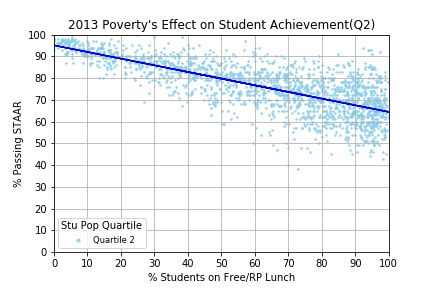 2013 Poverty's Effect on Student Achievement(Q2)
% Passing STAAR
100
90
80
70
60
50
40
30
20
10
0
Stu Pop Quartile
Quartile 2
0 10 20 30 40 50 60 70 80 90 100
% Students on Free/RP Lunch